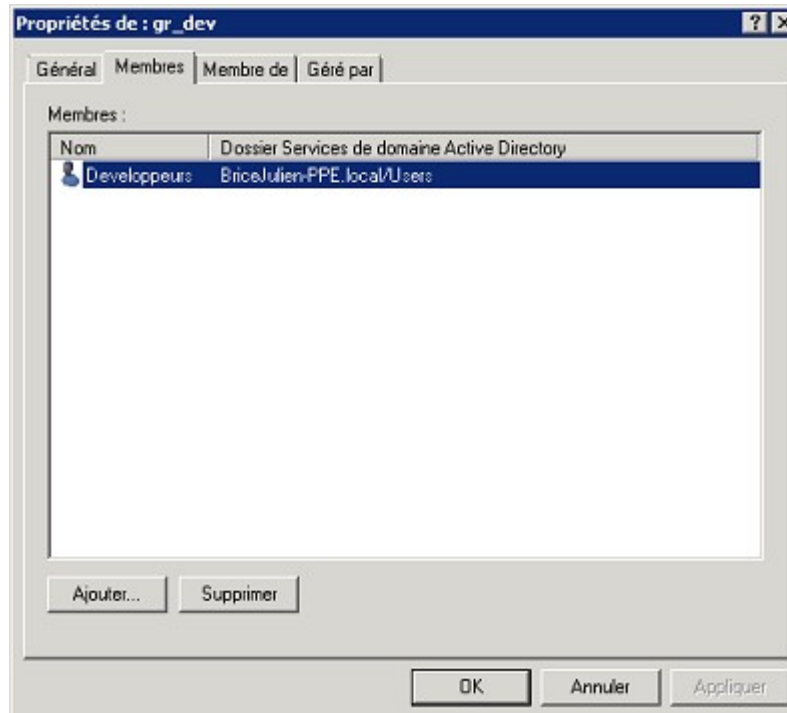 Propriétés de : gr_dev
Général Membres Membre de Géré par
Membres :
Nom Dossier Services de domaine Active Directory
Developpeurs BriceJulien-PPE.local/Users
Ajouter... Supprimer
OK Annuler Appliquer